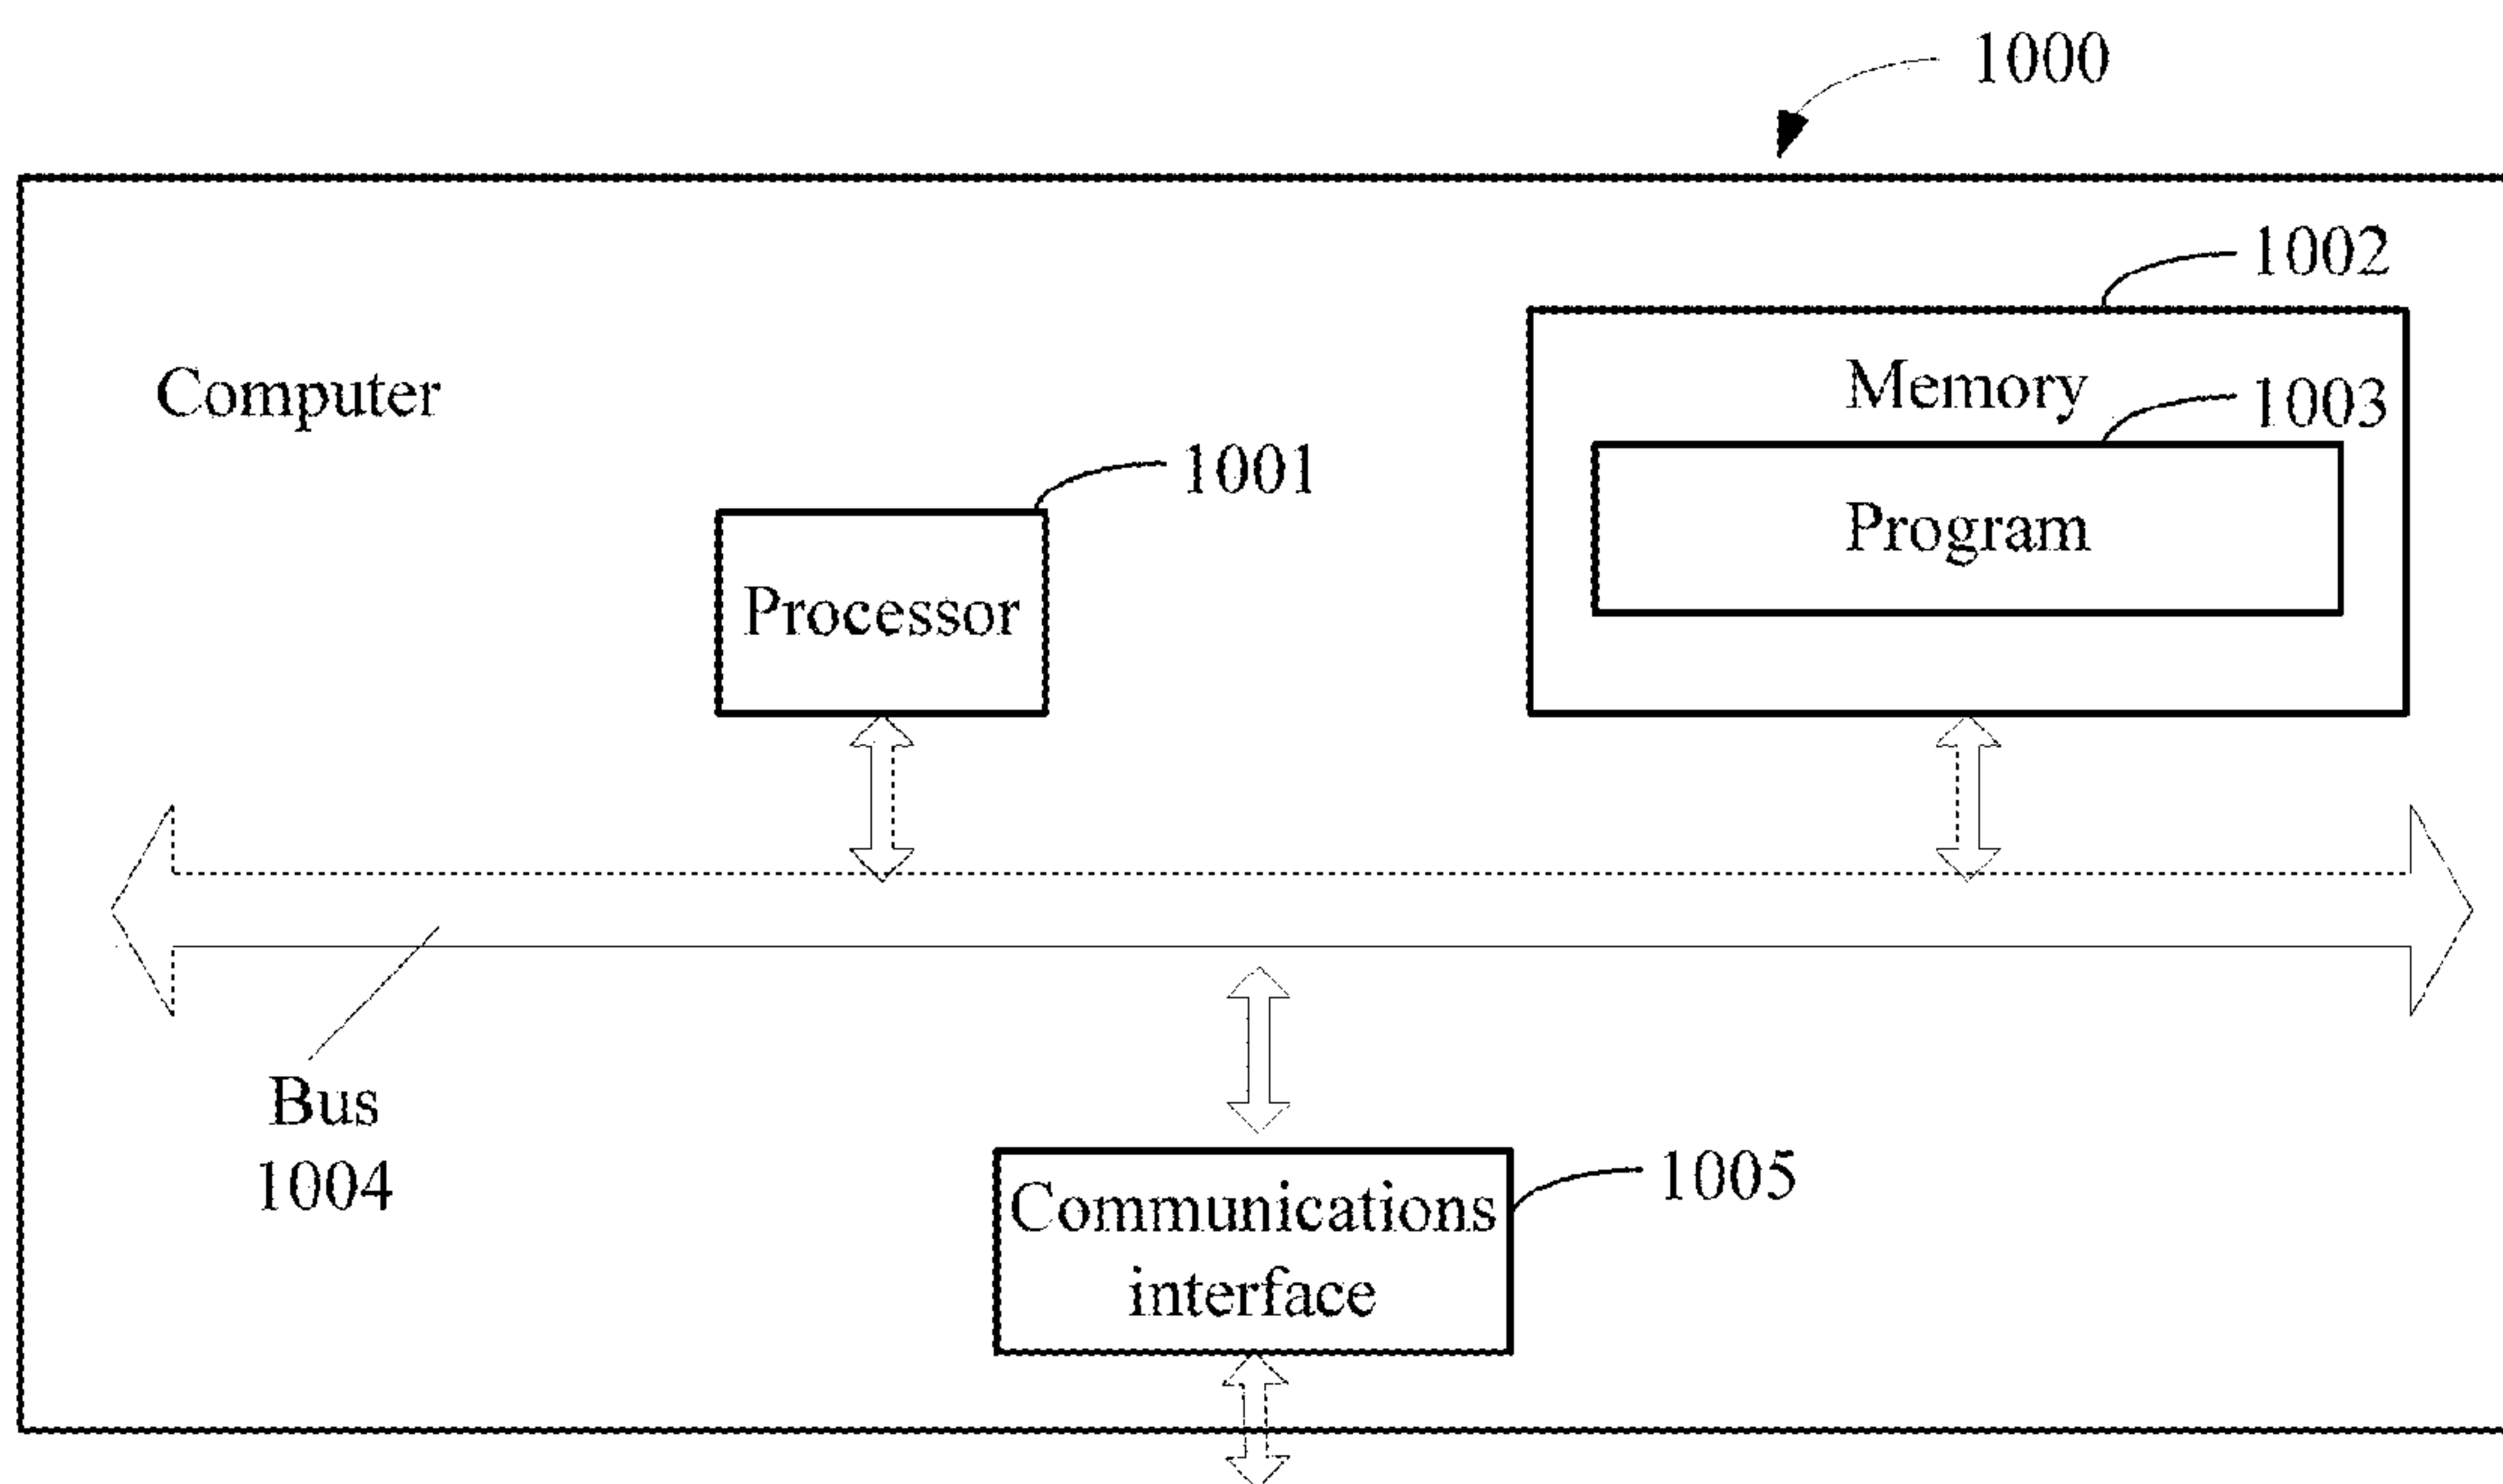 1000
1002
Computer
Memory
1003
1001
Program
Processor
Bus
1004
Communications
interface
1005